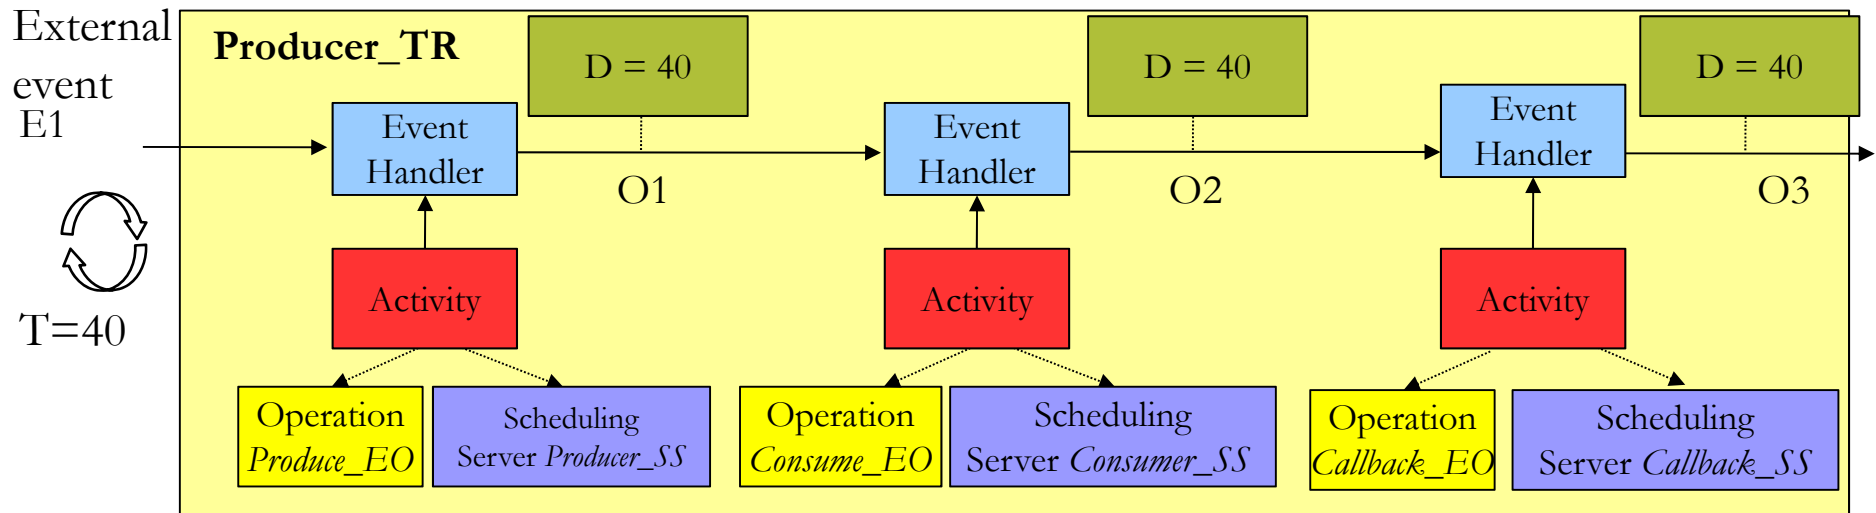 External
event
E1
T=40
Producer_TR
D = 40
D = 40
D = 40
Event
Handler
O1
Event
Handler
O2
Event
Handler
O3
Activity
Activity
Activity
Operation
Produce_EO
Scheduling
Server Producer_SS
Operation
Consume_EO
Scheduling
Server Consumer_SS
Operation
Callback_EO
Scheduling
Server Callback_SS